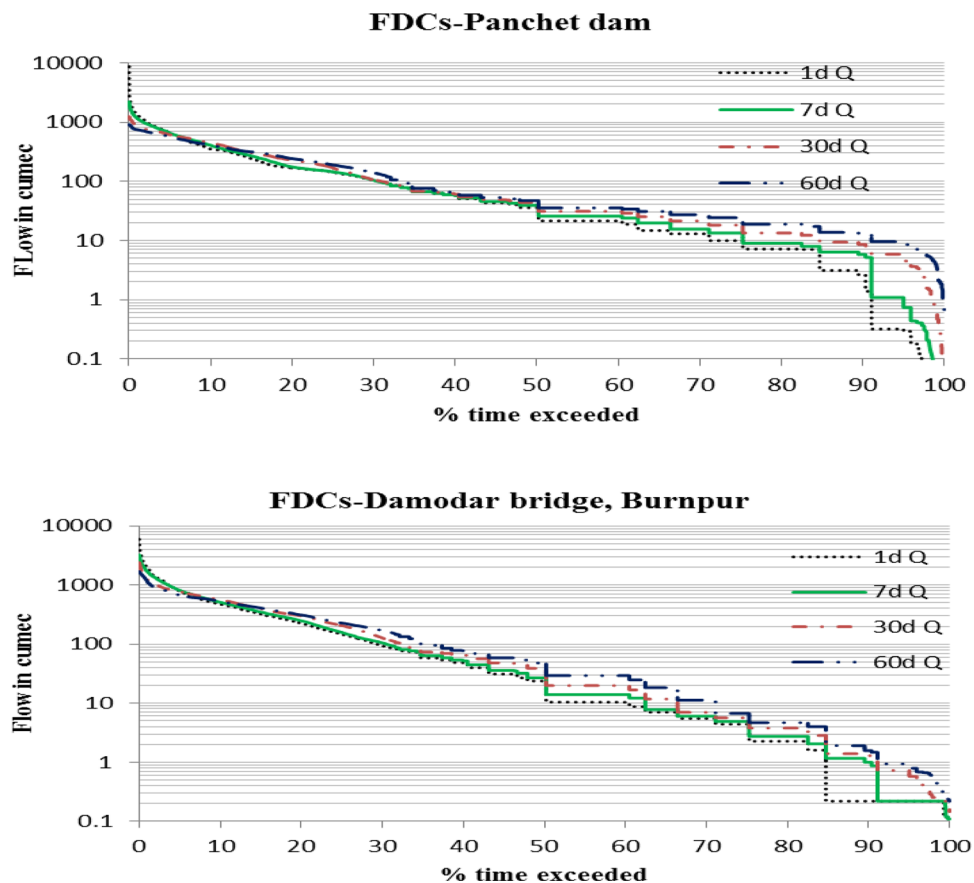 FDCs-Panchet dam
10000
1000
100
10
1
0.1
FLow in cumec
1d Q
7d Q
30d Q
60d Q
0 10 20 30 40 50 60 70 80 90 100
% time exceeded
FDCs-Damodar bridge, Burnpur
10000
1000
100
10
1
0.1
Flow in cumec
1d Q
7d Q
30d Q
60d Q
0 10 20 30 40 50 60 70 80 90 100
% time exceeded